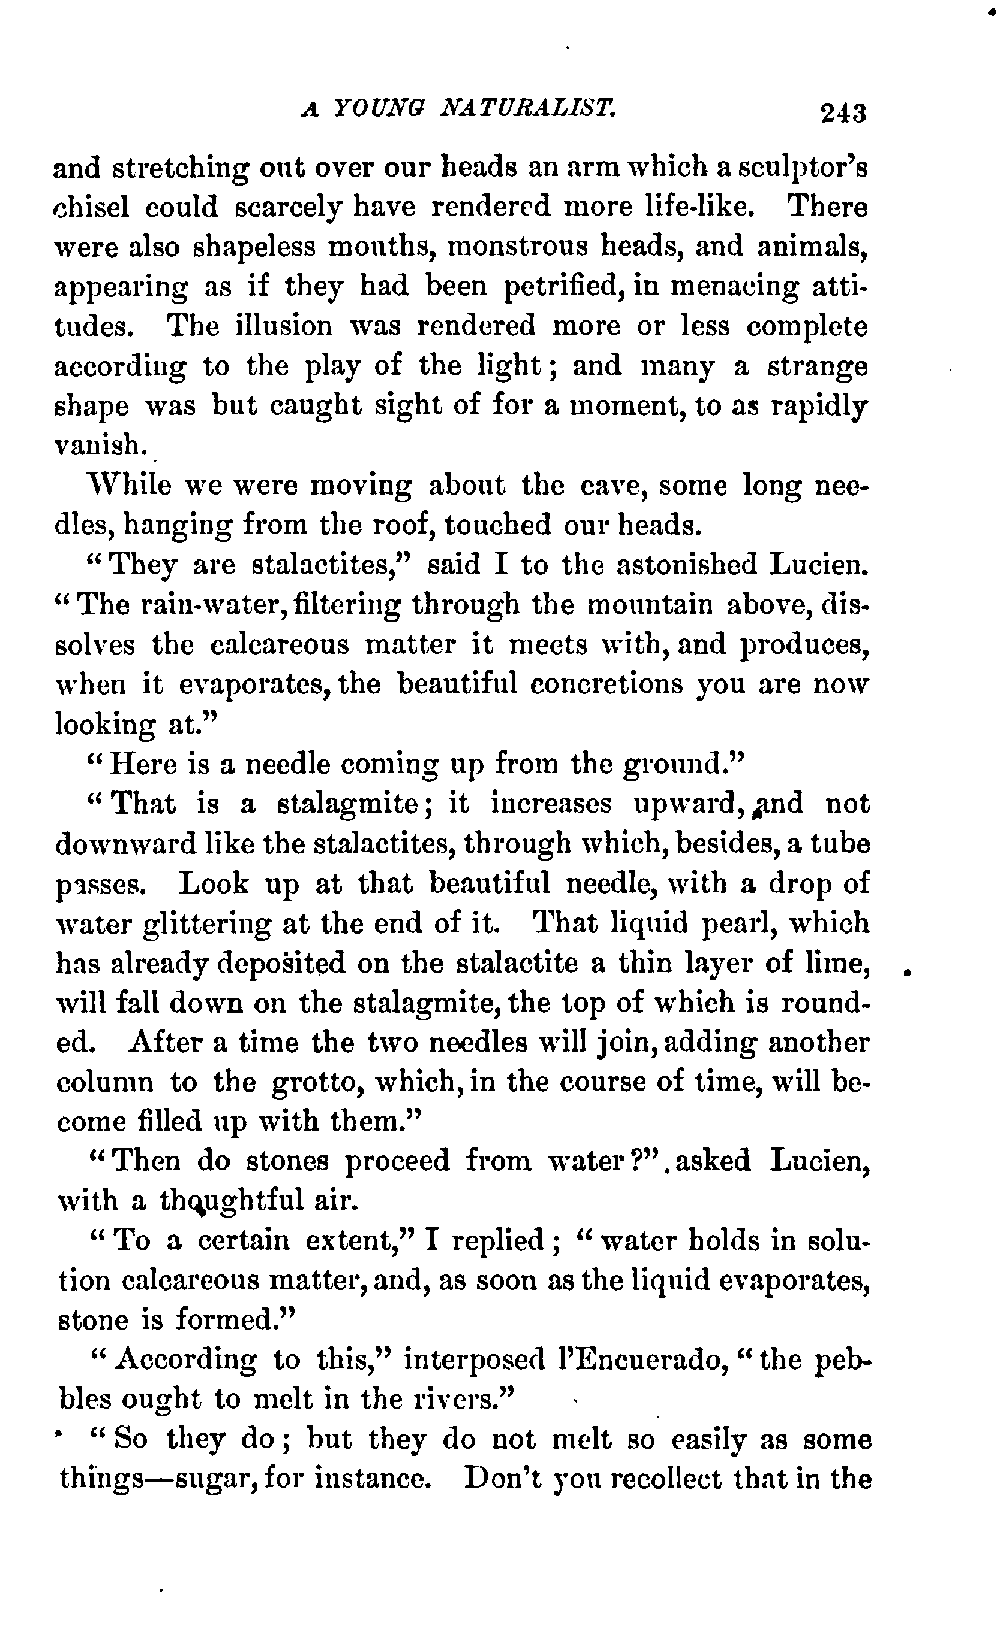 A YOUNG NATURALIST. 243
and stretching out over our heads an arm which a sculptor's
chisel could scarcely have rendered more life-like. There
were also shapeless mouths, monstrous heads, and animals,
appearing as if they had been petrified, in menacing atti-
tudes. The illusion was rendered more or less complete
according to the play of the light; and many a strange
shape was but caught sight of for a moment, to as rapidly
vanish.
While we were moving about the cave, some long nee-
dles, hanging from the roof, touched our heads.
"They are stalactites," said I to the astonished Lucien.
"The rain-water, filtering through the mountain above, dis-
solves the calcareous matter it meets with, and produces,
when it evaporates, the beautiful concretions you are now
looking at."
"Here is a needle coming up from the ground."
"That is a stalagmite; it increases upward, and not
downward like the stalactites, through which, besides, a tube
passes. Look up at that beautiful needle, with a drop of
water glittering at the end of it. That liquid pearl, which
has already deposited on the stalactite a thin layer of lime,
will fall down on the stalagmite, the top of which is round-
ed. After a time the two needles will join, adding another
column to the grotto, which, in the course of time, will be-
come filled up with them."
"Then do stones proceed from water?" asked Lucien,
with a thoughtful air.
"To a certain extent," I replied; "water holds in solu-
tion calcareous matter, and, as soon as the liquid evaporates,
stone is formed."
"According to this," interposed l'Encuerado, "the peb-
bles ought to melt in the rivers."
"So they do; but they do not melt so easily as some
things—sugar, for instance. Don't you recollect that in the